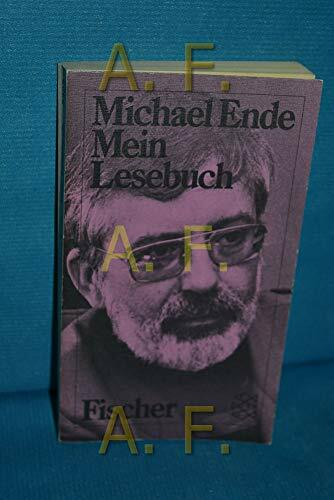 A. F.
Michael Ende
Mein
Lesebuch
A. F.
Fischer
A. F.